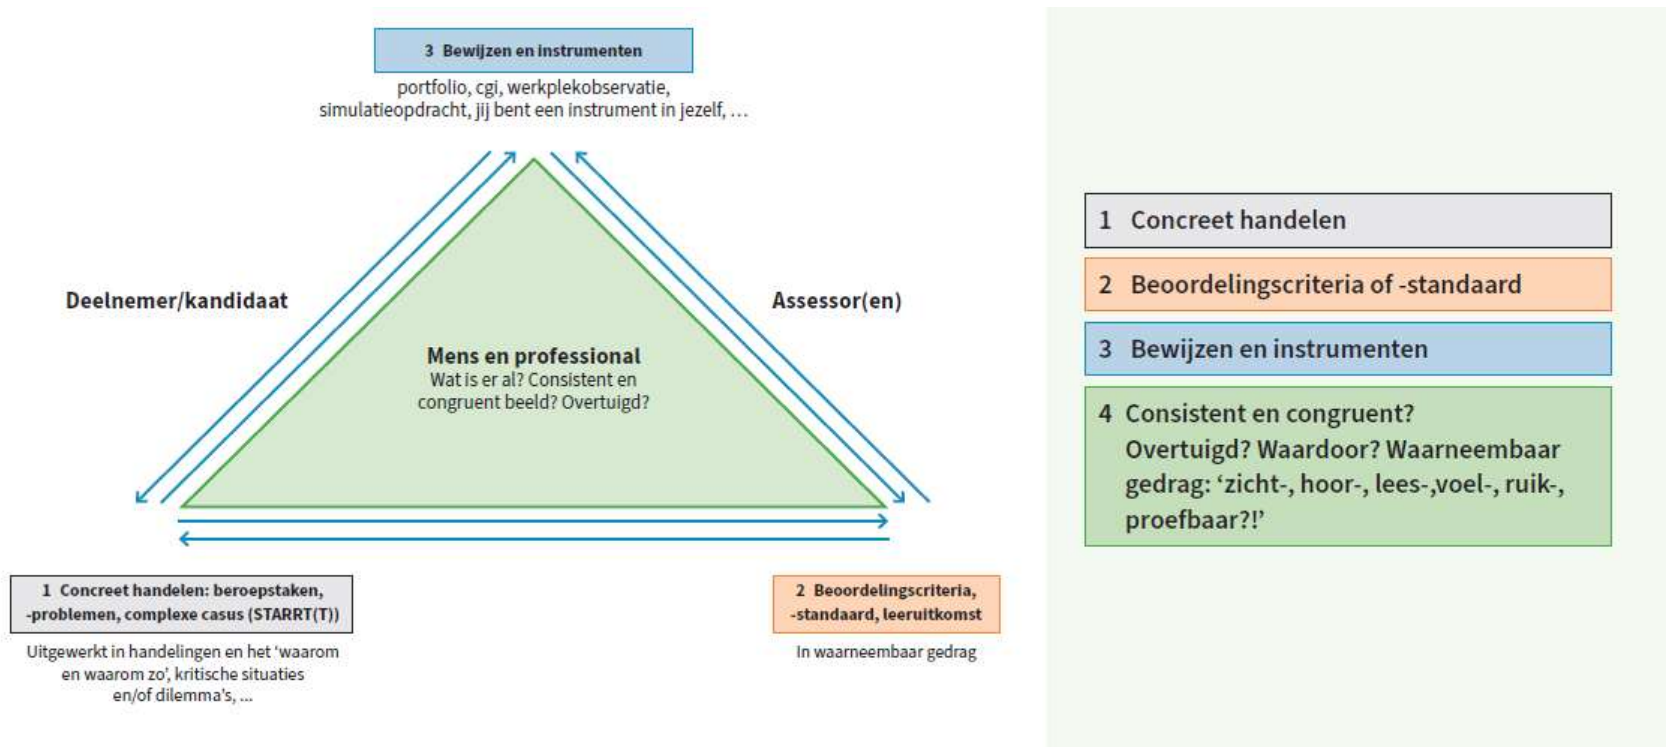 3 Bewijzen en instrumenten
portfolio, cgi, werkplekobservatie,
simulatieopdracht, jij bent een instrument in jezelf, …
Deelnemer/kandidaat
Assessor(en)
Mens en professional
Wat is er al? Consistent en
congruent beeld? Overtuigd?
1 Concreet handelen: beroepstaken,
-problemen, complexe casus (STARRT(T))
Uitgewerkt in handelingen en het ‘waarom
en waarom zo’, kritische situaties
en/of dilemma’s, ...
2 Beoordelingscriteria,
-standaard, leeruitkomst
In waarneembaar gedrag
1 Concreet handelen
2 Beoordelingscriteria of -standaard
3 Bewijzen en instrumenten
4 Consistent en congruent?
Overtuigd? Waardoor? Waarneembaar
gedrag: ‘zicht-, hoor-, lees-,voel-, ruik-,
proefbaar?!’